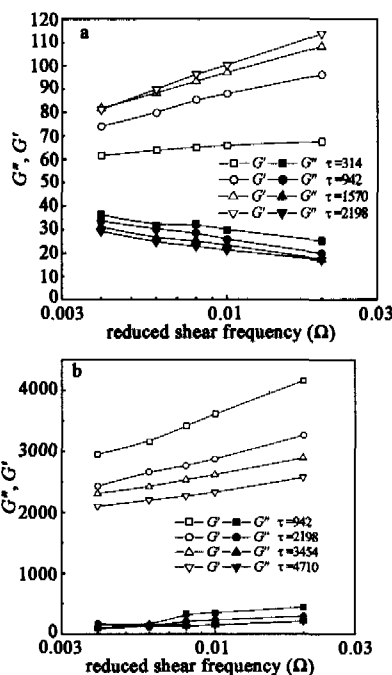 a
120
110
100
90
80
70
60
50
40
30
20
10
0
G", G'
G' G" τ=314
G' G" τ=942
G' G" τ=1570
G' G" τ=2198
0.003 0.01 0.03
reduced shear frequency (Ω)
b
4000
3000
2000
1000
0
G", G'
G' G" τ=942
G' G" τ=2198
G' G" τ=3454
G' G" τ=4710
0.003 0.01 0.03
reduced shear frequency (Ω)